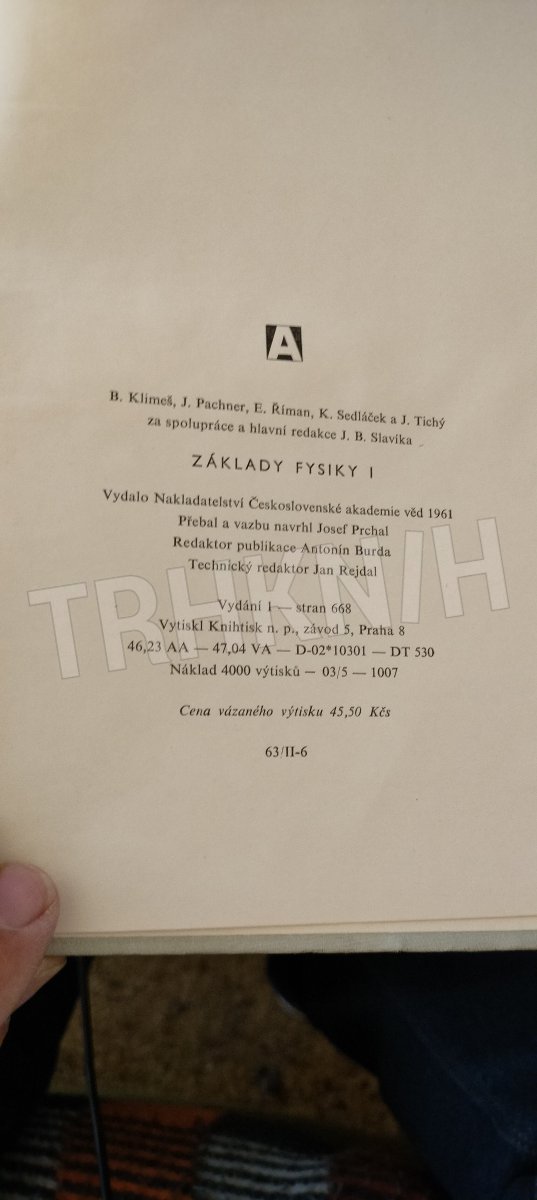 A
B. Klimeš, J. Pachner, E. Říman, K. Sedláček a J. Tichý
za spolupráce a hlavní redakce J. B. Slavíka
ZÁKLADY FYSIKY I
Vydalo Nakladatelství Československé akademie věd 1961
Přebal a vazbu navrhl Josef Prchal
Redaktor publikace Antonín Burda
Technický redaktor Jan Rejdal
TRHKNIH
Vydání I — stran 668
Vytiskl Knihtisk n. p., závod 5, Praha 8
46,23 AA — 47,04 VA — D-02*10301 — DT 530
Náklad 4000 výtisků — 03/5 — 1007
Cena vázaného výtisku 45,50 Kčs
63/II-6